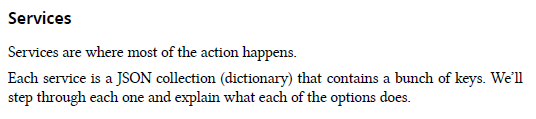 Services
Services are where most of the action happens.
Each service is a JSON collection (dictionary) that contains a bunch of keys. We’ll
step through each one and explain what each of the options does.